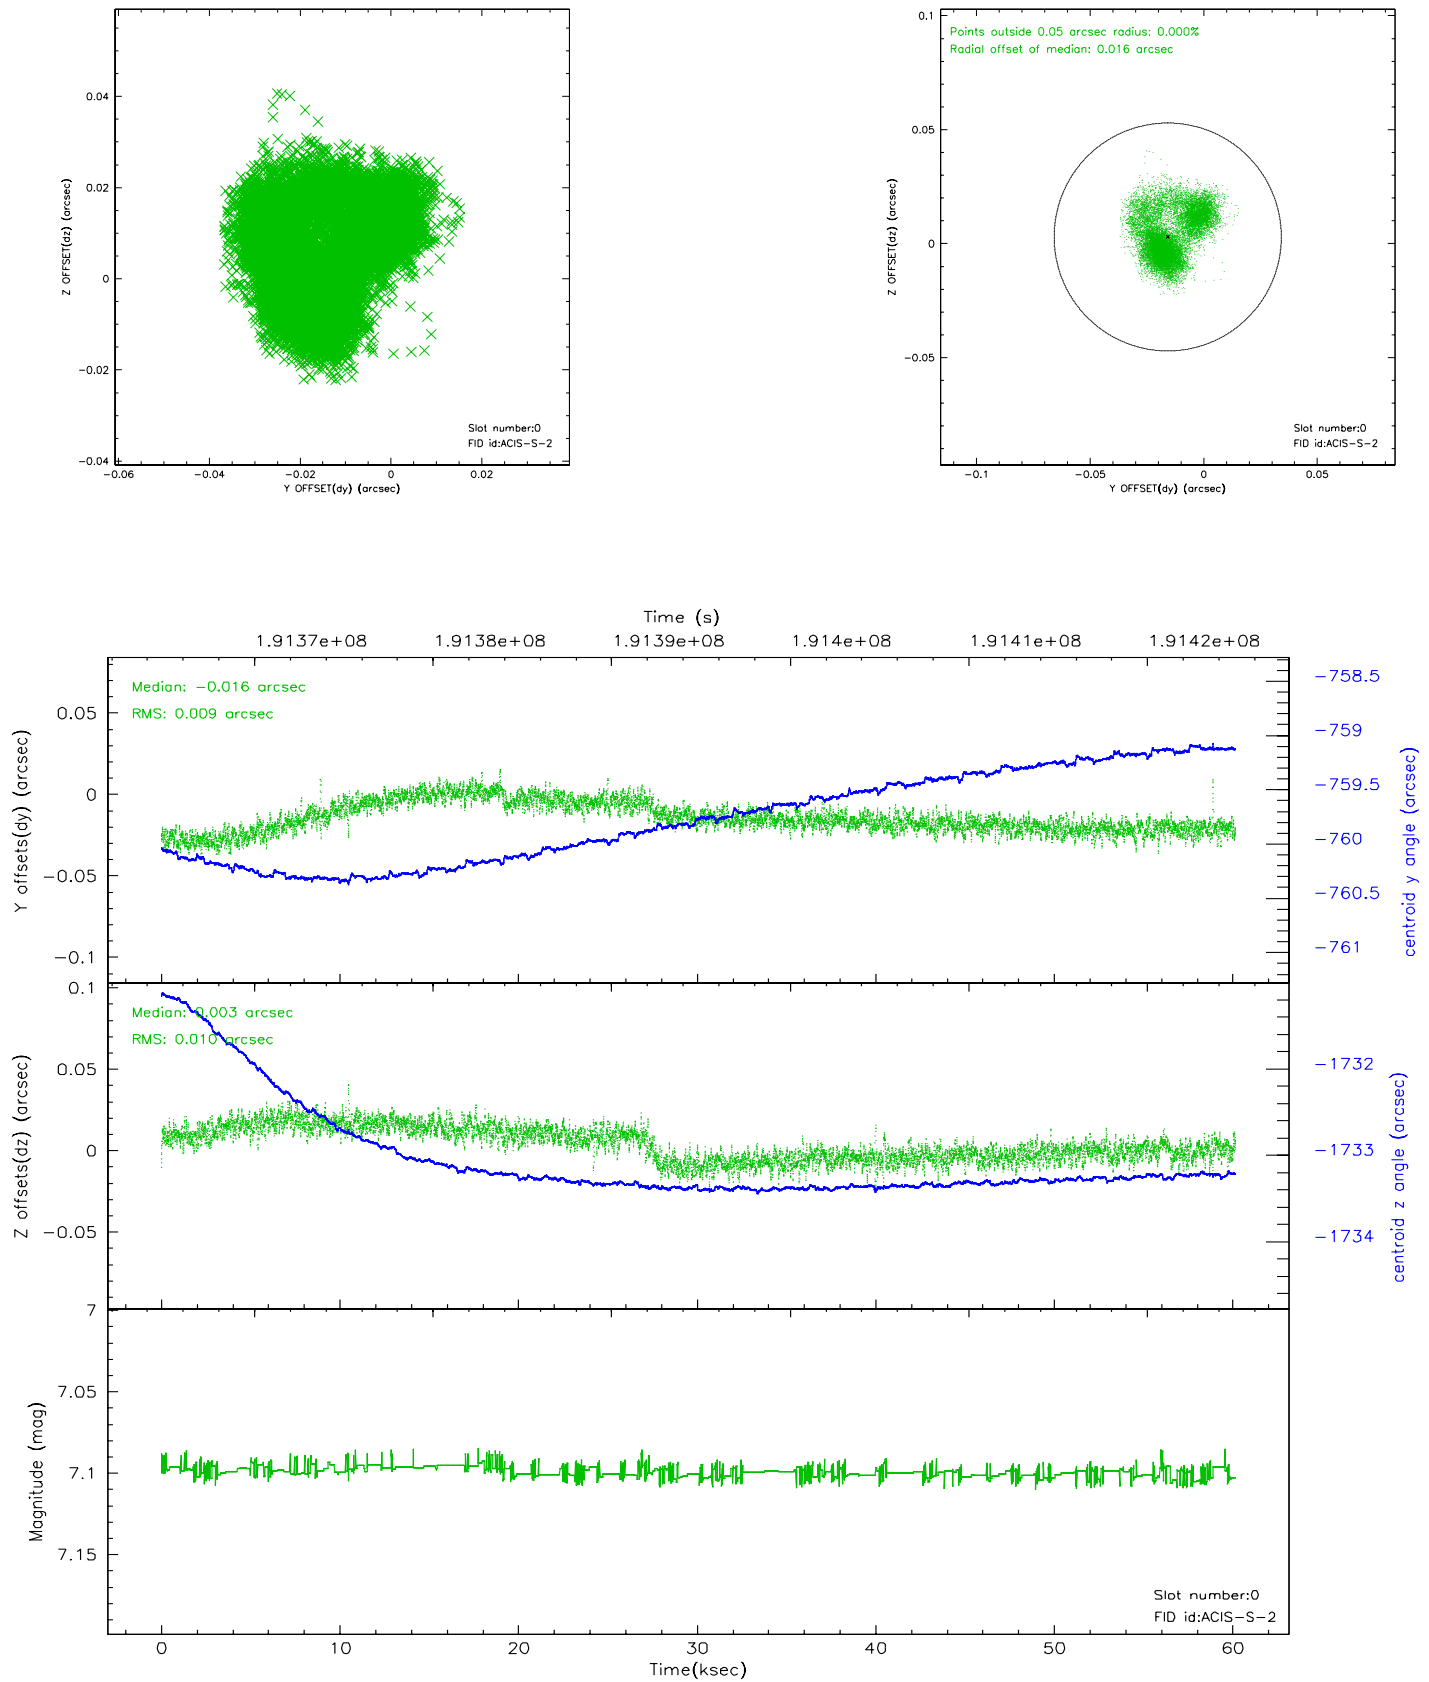 0.04
0.02
0
-0.02
-0.04
Z OFFSET(dz) (arcsec)
-0.06 -0.04 -0.02 0 0.02
Y OFFSET(dy) (arcsec)
Slot number:0
FID id:ACIS-S-2
Points outside 0.05 arcsec radius: 0.000%
Radial offset of median: 0.016 arcsec
0.1
0.05
0
-0.05
Z OFFSET(dz) (arcsec)
-0.1 -0.05 0 0.05
Y OFFSET(dy) (arcsec)
Slot number:0
FID id:ACIS-S-2
Time (s)
1.9137e+08 1.9138e+08 1.9139e+08 1.914e+08 1.9141e+08 1.9142e+08
Median: -0.016 arcsec
RMS: 0.009 arcsec
0.05
0
-0.05
-0.1
Y offsets(dy) (arcsec)
-758.5
-759
-759.5
-760
-760.5
-761
centroid y angle (arcsec)
Median: 0.003 arcsec
RMS: 0.010 arcsec
0.1
0.05
0
-0.05
Z offsets(dz) (arcsec)
-1732
-1733
-1734
centroid z angle (arcsec)
7
7.05
7.1
7.15
Magnitude (mag)
Slot number:0
FID id:ACIS-S-2
0 10 20 30 40 50 60
Time(ksec)